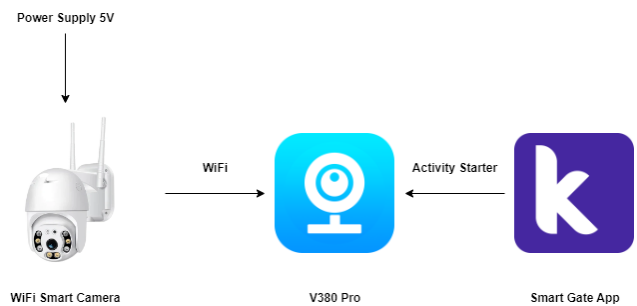 Power Supply 5V
WiFi
Activity Starter
k
WiFi Smart Camera
V380 Pro
Smart Gate App